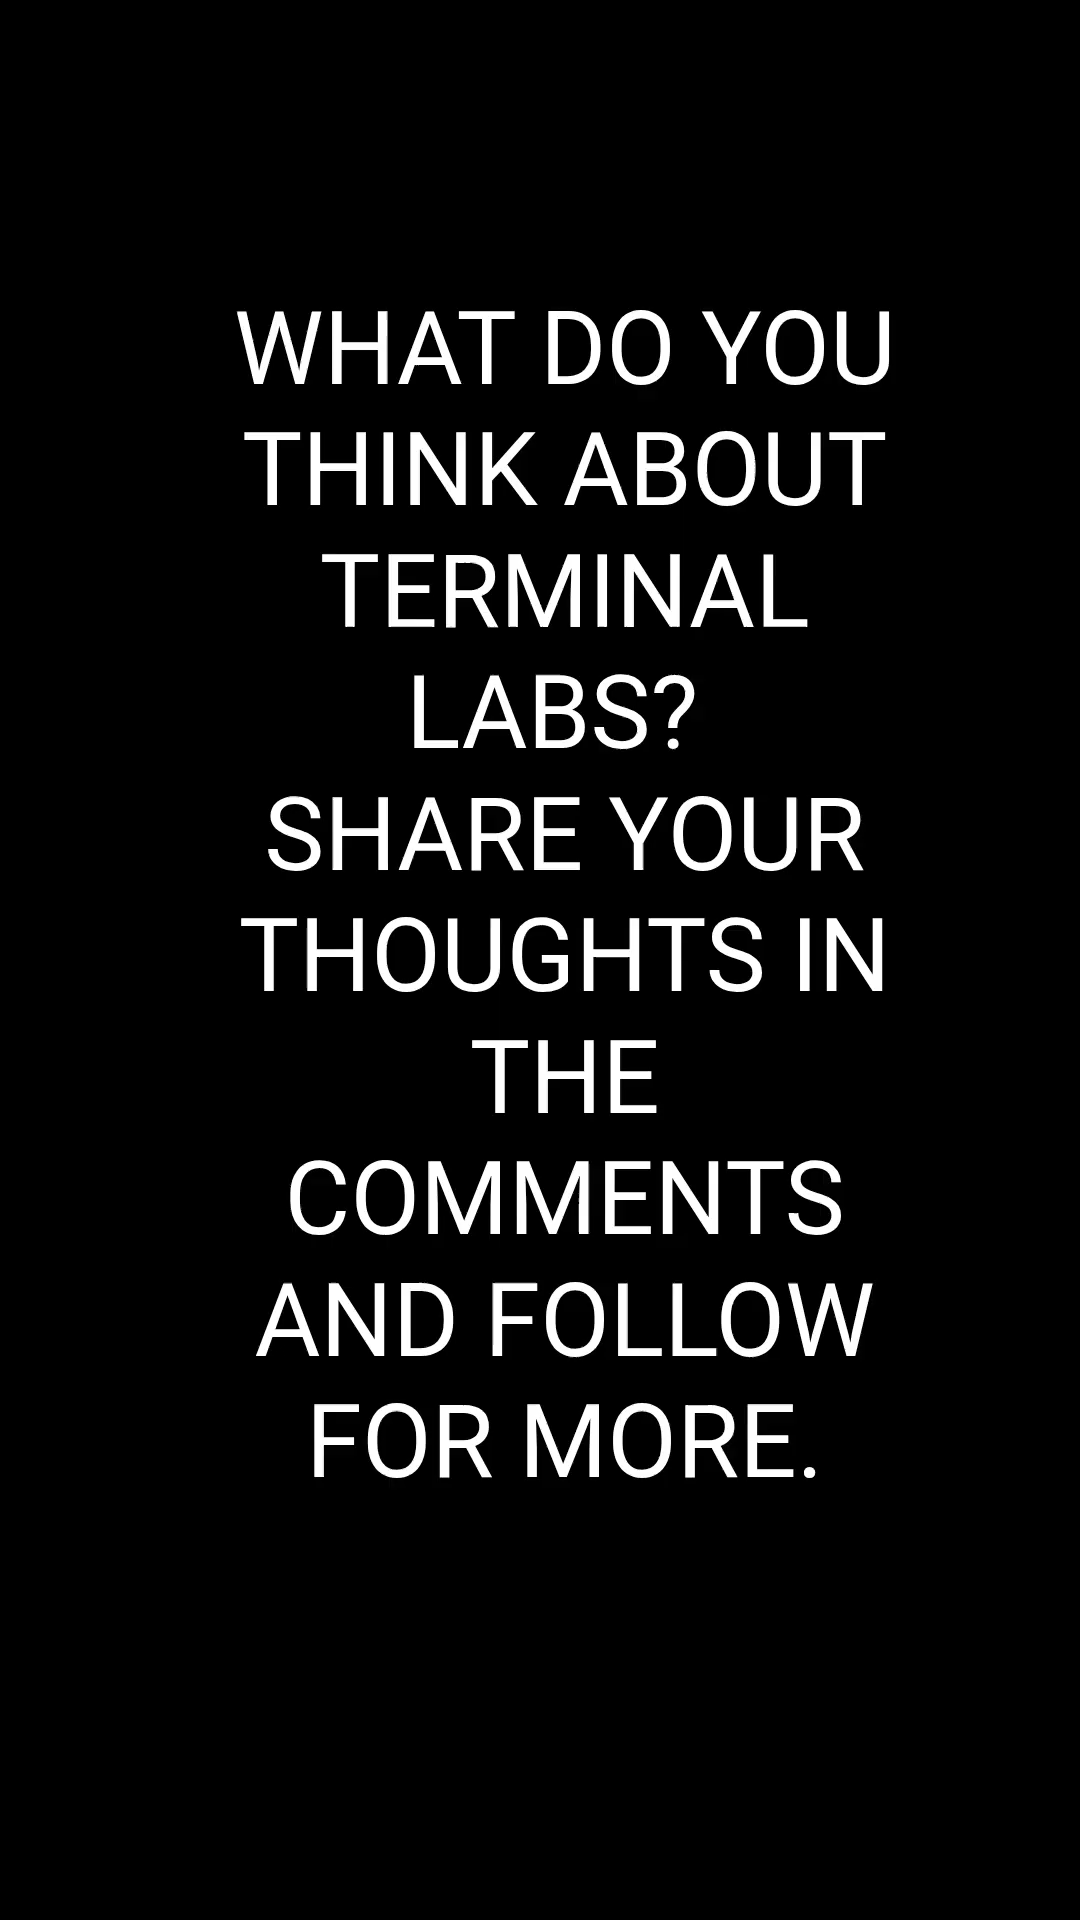 WHAT DO YOU
THINK ABOUT
TERMINAL
LABS?
SHARE YOUR
THOUGHTS IN
THE
COMMENTS
AND FOLLOW
FOR MORE.